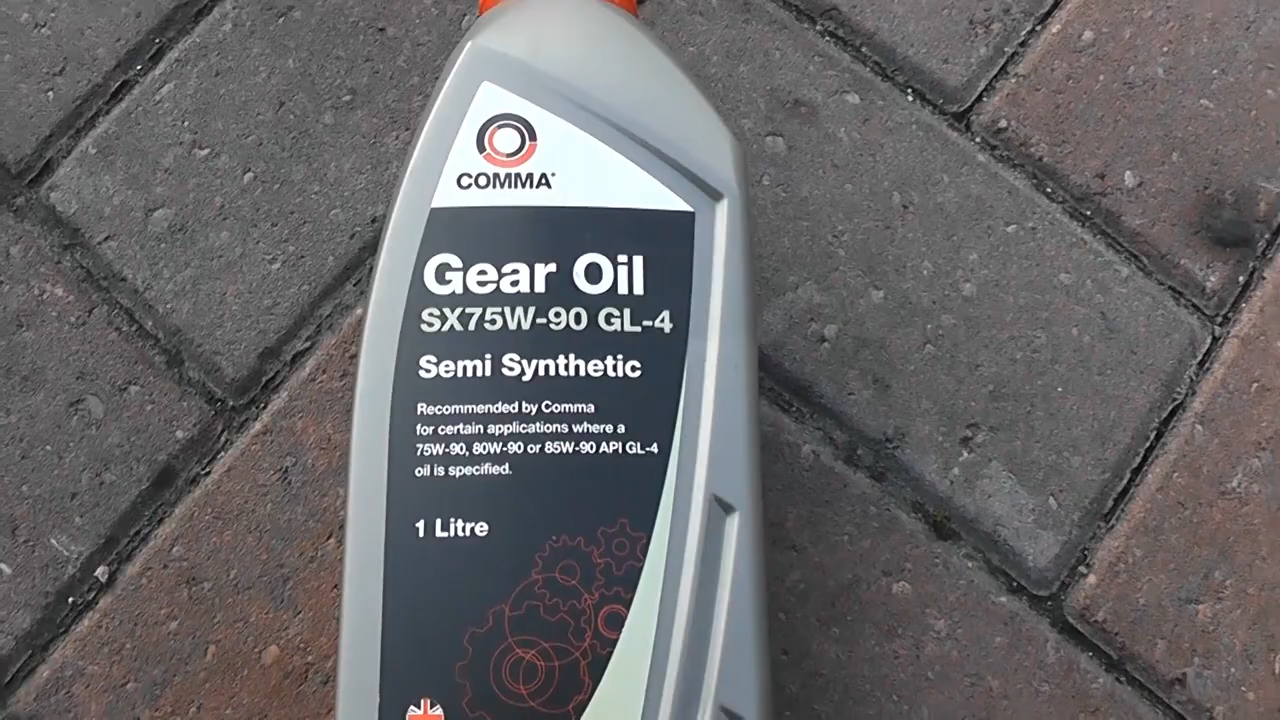 COMMA
Gear Oil
SX75W-90 GL-4
Semi Synthetic
Recommended by Comma
for certain applications where a
75W-90, 80W-90 or 85W-90 API GL-4
oil is specified.
1 Litre